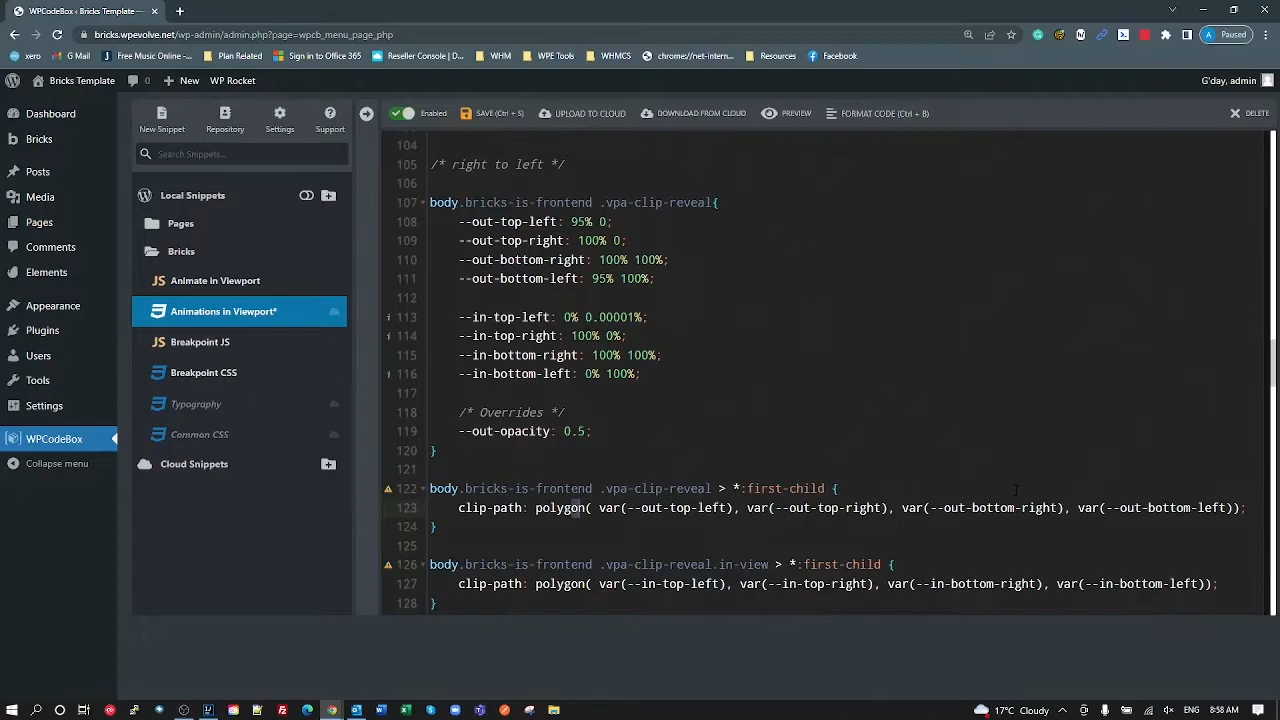 WPCodeBox ‹ Bricks Template —
bricks.wpevolve.net/wp-admin/admin.php?page=wpcb_menu_page_php
Paused
xero
G Mail
Free Music Online -...
Plan Related
Sign in to Office 365
Reseller Console | D...
WHM
WPE Tools
WHMCS
chrome://net-intern...
Resources
Facebook
Bricks Template
0
New
WP Rocket
G'day, admin
Dashboard
Bricks
Posts
Media
Pages
Comments
Elements
Appearance
Plugins
Users
Tools
Settings
WPCodeBox
Collapse menu
New Snippet
Repository
Settings
Support
Search Snippets...
Local Snippets
Pages
Bricks
JS Animate in Viewport
Animations in Viewport*
JS Breakpoint JS
Breakpoint CSS
Typography
Common CSS
Cloud Snippets
Enabled
SAVE (Ctrl + S)
UPLOAD TO CLOUD
DOWNLOAD FROM CLOUD
PREVIEW
FORMAT CODE (Ctrl + B)
DELETE
104
105 /* right to left */
106
107 body.bricks-is-frontend .vpa-clip-reveal{
108 --out-top-left: 95% 0;
109 --out-top-right: 100% 0;
110 --out-bottom-right: 100% 100%;
111 --out-bottom-left: 95% 100%;
112
113 --in-top-left: 0% 0.00001%;
114 --in-top-right: 100% 0%;
115 --in-bottom-right: 100% 100%;
116 --in-bottom-left: 0% 100%;
117
118 /* Overrides */
119 --out-opacity: 0.5;
120 }
121
122 body.bricks-is-frontend .vpa-clip-reveal > *:first-child {
123 clip-path: polygon( var(--out-top-left), var(--out-top-right), var(--out-bottom-right), var(--out-bottom-left));
124 }
125
126 body.bricks-is-frontend .vpa-clip-reveal.in-view > *:first-child {
127 clip-path: polygon( var(--in-top-left), var(--in-top-right), var(--in-bottom-right), var(--in-bottom-left));
128 }
17°C Cloudy
ENG
8:58 AM